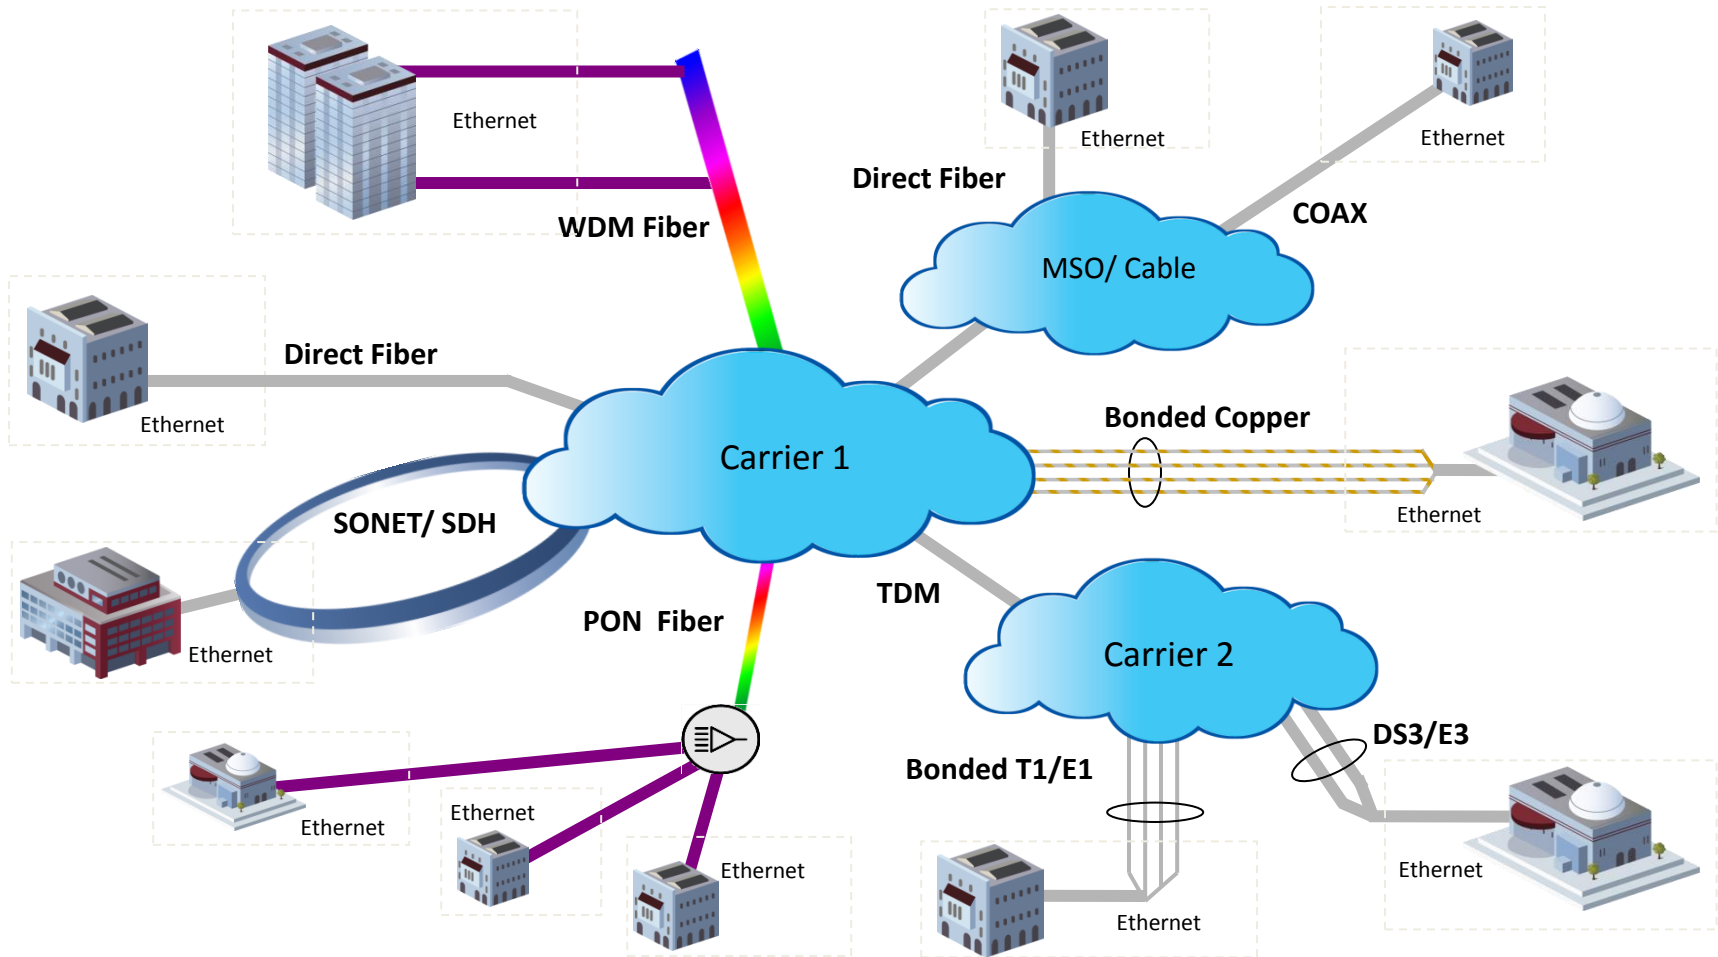 Ethernet
WDM Fiber
Ethernet
Direct Fiber
Ethernet
COAX
MSO/ Cable
Direct Fiber
Ethernet
Carrier 1
Bonded Copper
Ethernet
SONET/ SDH
Ethernet
PON  Fiber
TDM
Carrier 2
Ethernet
Ethernet
Ethernet
Bonded T1/E1
DS3/E3
Ethernet
Ethernet